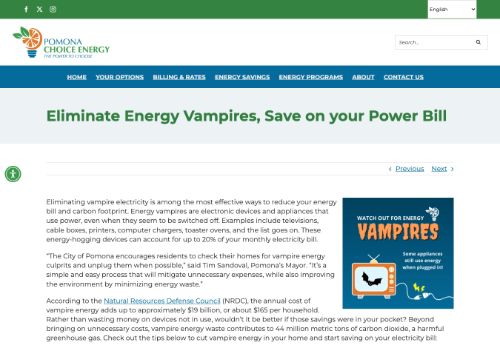 English
POMONA
CHOICE ENERGY
THE POWER TO CHOOSE
Search...
HOME YOUR OPTIONS BILLING & RATES ENERGY SAVINGS ENERGY PROGRAMS ABOUT CONTACT US
Eliminate Energy Vampires, Save on your Power Bill
Previous Next
Eliminating vampire electricity is among the most effective ways to reduce your energy
bill and carbon footprint. Energy vampires are electronic devices and appliances that
use power, even when they seem to be switched off. Examples include televisions,
cable boxes, printers, computer chargers, toaster ovens, and the list goes on. These
energy-hogging devices can account for up to 20% of your monthly electricity bill.
"The City of Pomona encourages residents to check their homes for vampire energy
culprits and unplug them when possible," said Tim Sandoval, Pomona's Mayor. "It's a
simple and easy process that will mitigate unnecessary expenses, while also improving
the environment by minimizing energy waste."
According to the Natural Resources Defense Council (NRDC), the annual cost of
vampire energy adds up to approximately $19 billion, or about $165 per household.
Rather than wasting money on devices not in use, wouldn't it be better if those savings were in your pocket? Beyond
bringing on unnecessary costs, vampire energy waste contributes to 44 million metric tons of carbon dioxide, a harmful
greenhouse gas. Check out the tips below to cut vampire energy in your home and start saving on your electricity bill:
WATCH OUT FOR ENERGY
VAMPIRES
Some appliances
still use energy
when plugged in!